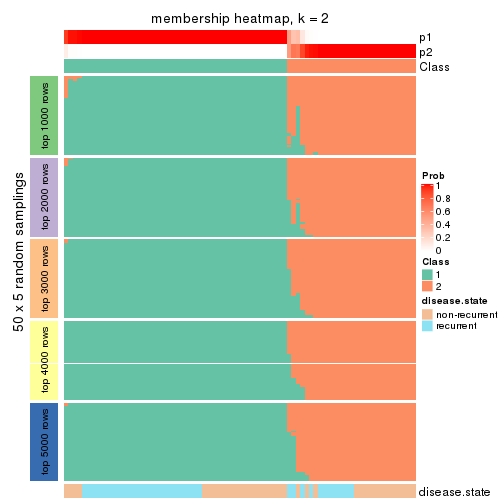 membership heatmap, k = 2
p1
p2
Class
50 x 5 random samplings
top 1000 rows
top 2000 rows
top 3000 rows
top 4000 rows
top 5000 rows
disease.state
Prob
1
0.8
0.6
0.4
0.2
0
Class
1
2
disease.state
non-recurrent
recurrent